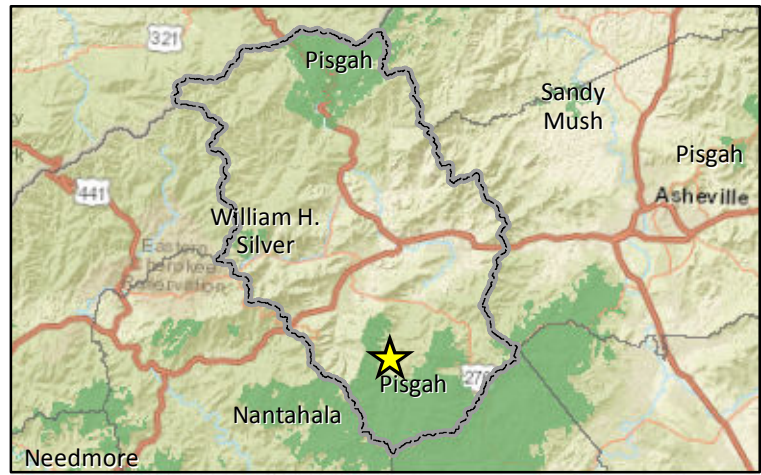 321
Pisgah
Sandy
Mush
Pisgah
441
Asheville
William H.
Silver
Eastern
Cherokee
Reservation
276
Pisgah
Nantahala
Needmore